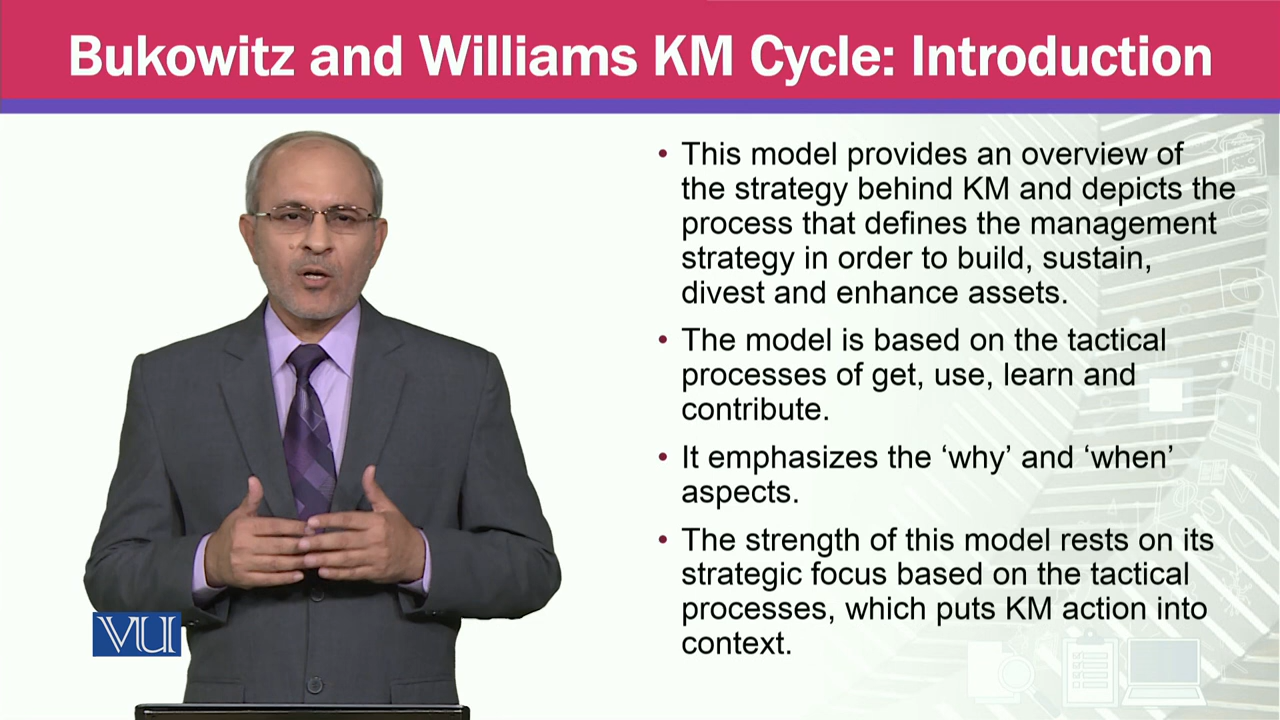 Bukowitz and Williams KM Cycle: Introduction
• This model provides an overview of
the strategy behind KM and depicts the
process that defines the management
strategy in order to build, sustain,
divest and enhance assets.
• The model is based on the tactical
processes of get, use, learn and
contribute.
• It emphasizes the ‘why’ and ‘when’
aspects.
• The strength of this model rests on its
strategic focus based on the tactical
processes, which puts KM action into
context.
VU